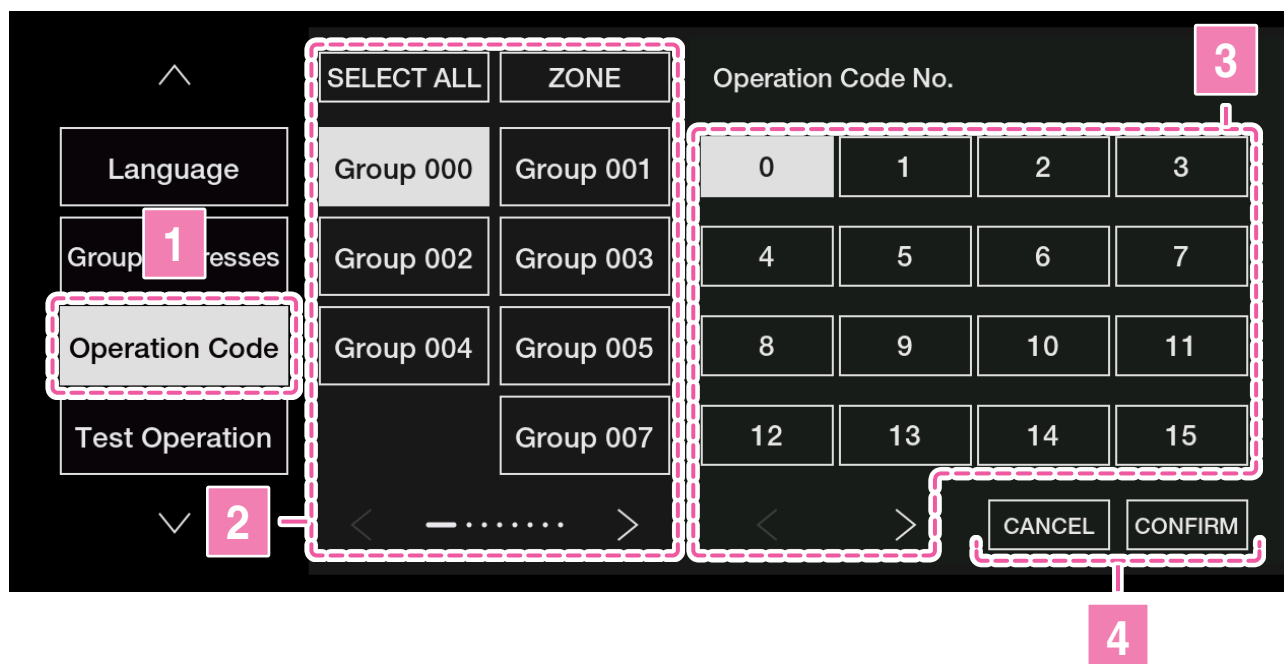 3
SELECT ALL ZONE Operation Code No.
Language Group 000 Group 001 0 1 2 3
1
Group resses Group 002 Group 003 4 5 6 7
Operation Code Group 004 Group 005 8 9 10 11
Test Operation Group 007 12 13 14 15
2 CANCEL CONFIRM
4